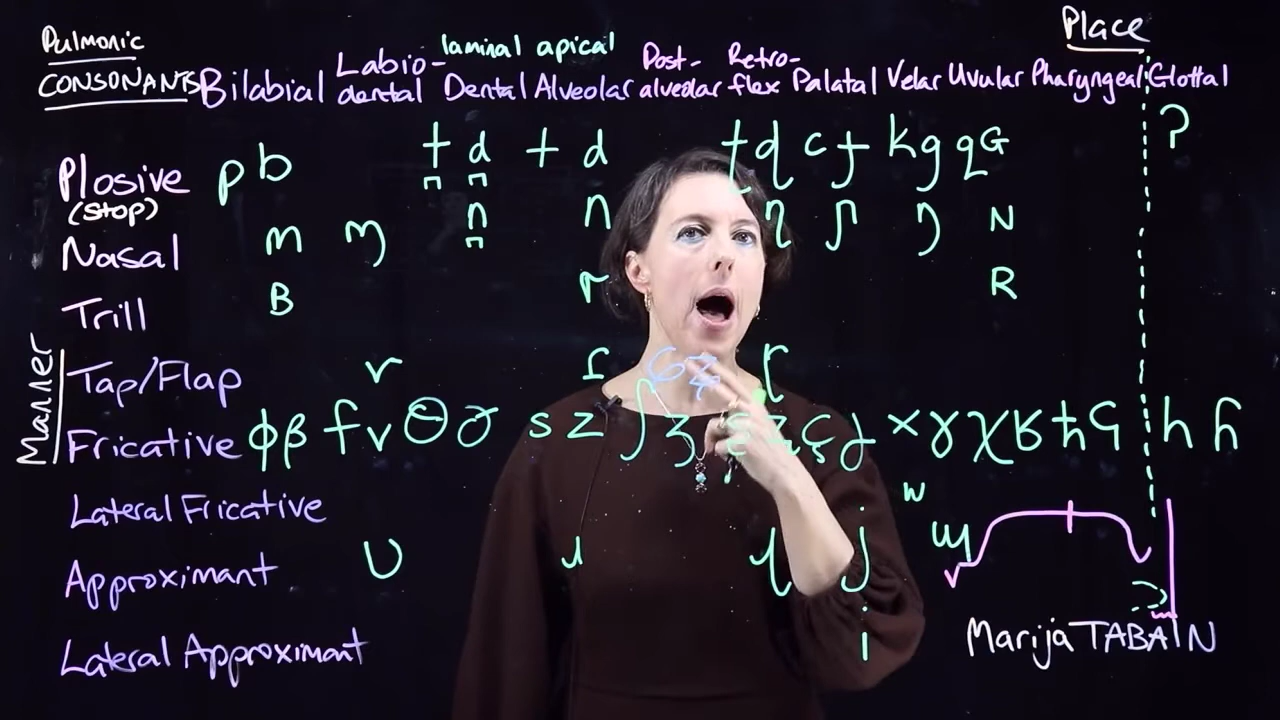 Pulmonic
CONSONANTS
Place
laminal apical
Bilabial Labio-dental Dental Alveolar Post-alveolar Retro-flex Palatal Velar Uvular Pharyngeal Glottal
Plosive p b t̪ d̪ t d ʈ ɖ c ɟ k g q ɢ ʔ
(stop)
Nasal m ɱ n̪ n ɳ ɲ ŋ ɴ
Trill ʙ r ʀ
Manner
Tap/Flap ⱱ ɾ ɽ
Fricative ɸ β f v θ ð s z ʃ ʒ ʂ ʐ ç ʝ x ɣ χ ʁ ħ ʕ h ɦ
Lateral Fricative
w
Approximant ʋ ɹ ɻ j ɰ
Lateral Approximant
Marija TABAIN